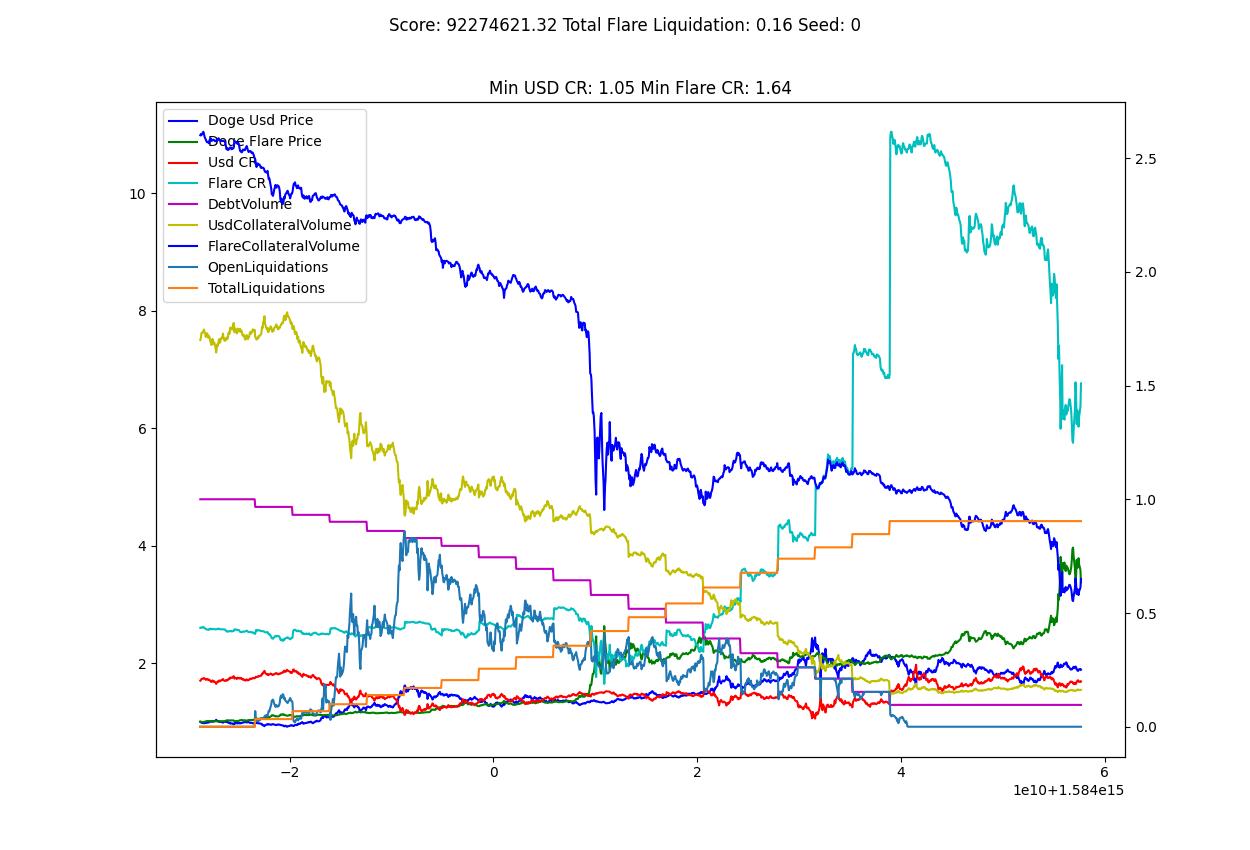 Score: 92274621.32 Total Flare Liquidation: 0.16 Seed: 0
Min USD CR: 1.05 Min Flare CR: 1.64
Doge Usd Price
Doge Flare Price
Usd CR
Flare CR
DebtVolume
UsdCollateralVolume
FlareCollateralVolume
OpenLiquidations
TotalLiquidations
10
8
6
4
2
2.5
2.0
1.5
1.0
0.5
0.0
−2
0
2
4
6
1e10+1.584e15